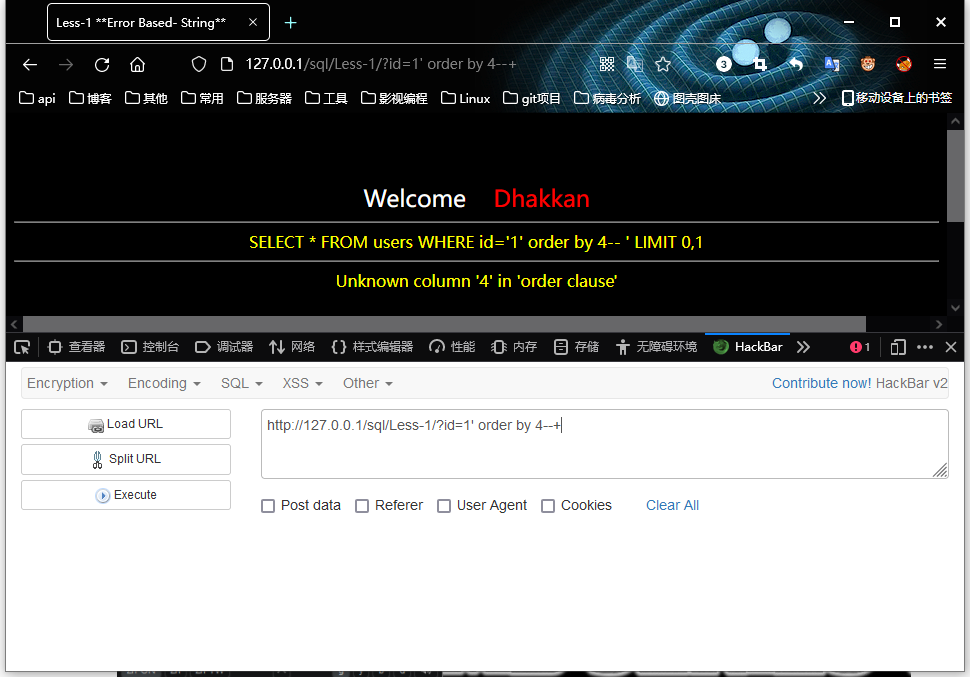 Less-1 **Error Based- String**
127.0.0.1/sql/Less-1/?id=1' order by 4--+
3
api 博客 其他 常用 服务器 工具 影视编程 Linux git项目 病毒分析 图壳图床 移动设备上的书签
Welcome Dhakkan
SELECT * FROM users WHERE id='1' order by 4-- ' LIMIT 0,1
Unknown column '4' in 'order clause'
查看器 控制台 调试器 网络 样式编辑器 性能 内存 存储 无障碍环境 HackBar 1
Encryption Encoding SQL XSS Other Contribute now! HackBar v2
Load URL
http://127.0.0.1/sql/Less-1/?id=1' order by 4--+
Split URL
Execute
Post data Referer User Agent Cookies Clear All